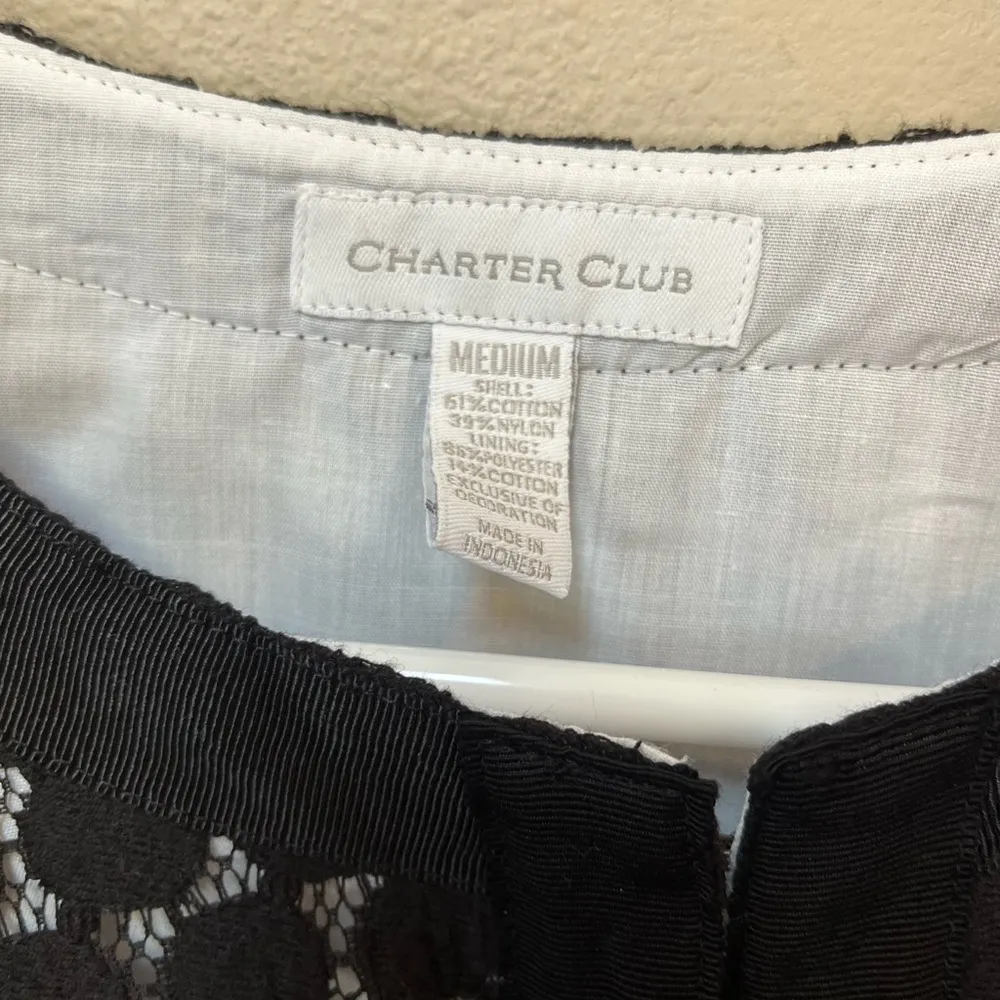 CHARTER CLUB
MEDIUM
SHELL:
61%COTTON
39%NYLON
LINING:
86%POLYESTER
14%COTTON
EXCLUSIVE OF
DECORATION
MADE IN
INDONESIA